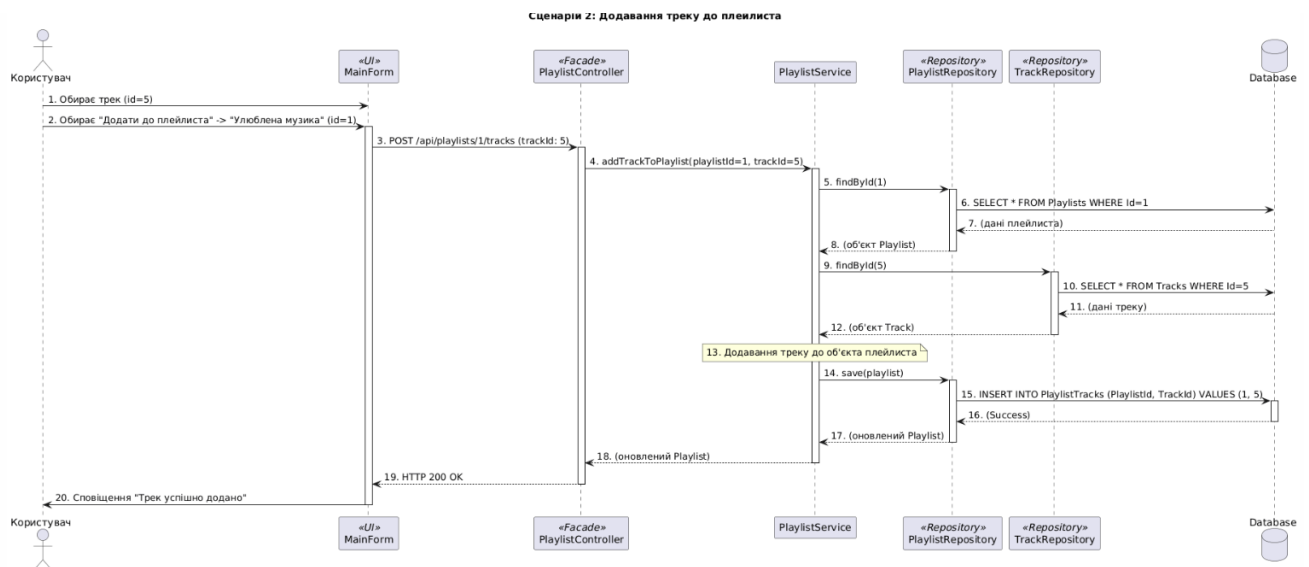 Сценарій 2: Додавання треку до плейлиста
Користувач
«UI»
MainForm
«Facade»
PlaylistController
PlaylistService
«Repository»
PlaylistRepository
«Repository»
TrackRepository
Database
1. Обирає трек (id=5)
2. Обирає "Додати до плейлиста" -> "Улюблена музика" (id=1)
3. POST /api/playlists/1/tracks (trackId: 5)
4. addTrackToPlaylist(playlistId=1, trackId=5)
5. findById(1)
6. SELECT * FROM Playlists WHERE Id=1
7. (дані плейлиста)
8. (об'єкт Playlist)
9. findById(5)
10. SELECT * FROM Tracks WHERE Id=5
11. (дані треку)
12. (об'єкт Track)
13. Додавання треку до об'єкта плейлиста
14. save(playlist)
15. INSERT INTO PlaylistTracks (PlaylistId, TrackId) VALUES (1, 5)
16. (Success)
17. (оновлений Playlist)
18. (оновлений Playlist)
19. HTTP 200 OK
20. Сповіщення "Трек успішно додано"
Користувач
«UI»
MainForm
«Facade»
PlaylistController
PlaylistService
«Repository»
PlaylistRepository
«Repository»
TrackRepository
Database